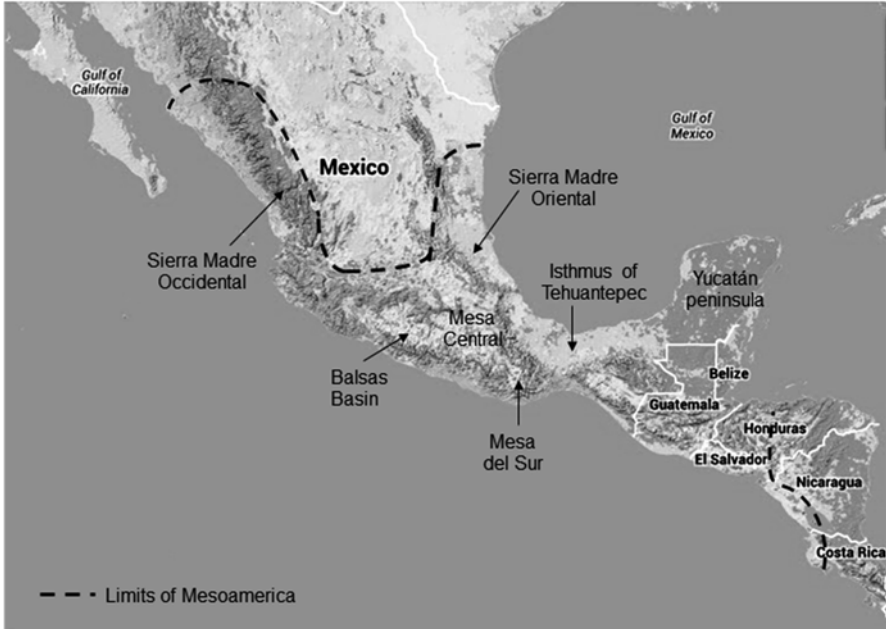 Gulf of
California
Gulf of
Mexico
Mexico
Sierra Madre
Oriental
Sierra Madre
Occidental
Isthmus of
Tehuantepec
Yucatán
peninsula
Mesa
Central
Balsas
Basin
Belize
Guatemala
Mesa
del Sur
Honduras
El Salvador
Nicaragua
Costa Rica
Limits of Mesoamerica